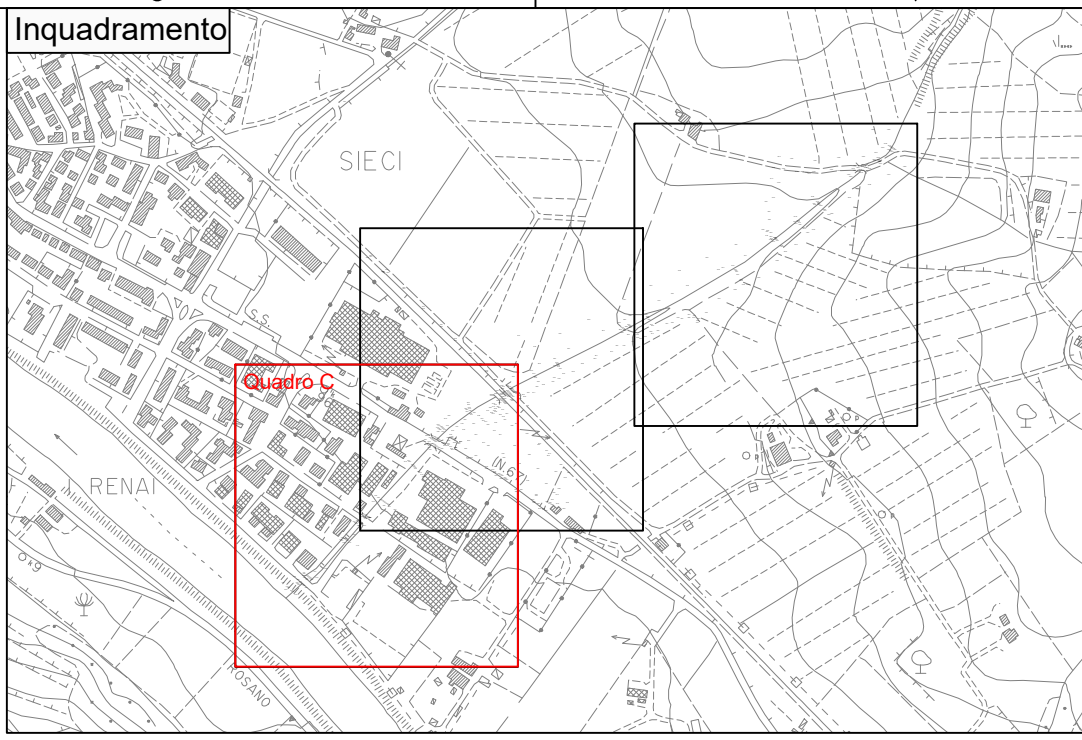 Inquadramento
SIECI
S.S.
Quadro C
(N.67)
I RENAI
ROSANO